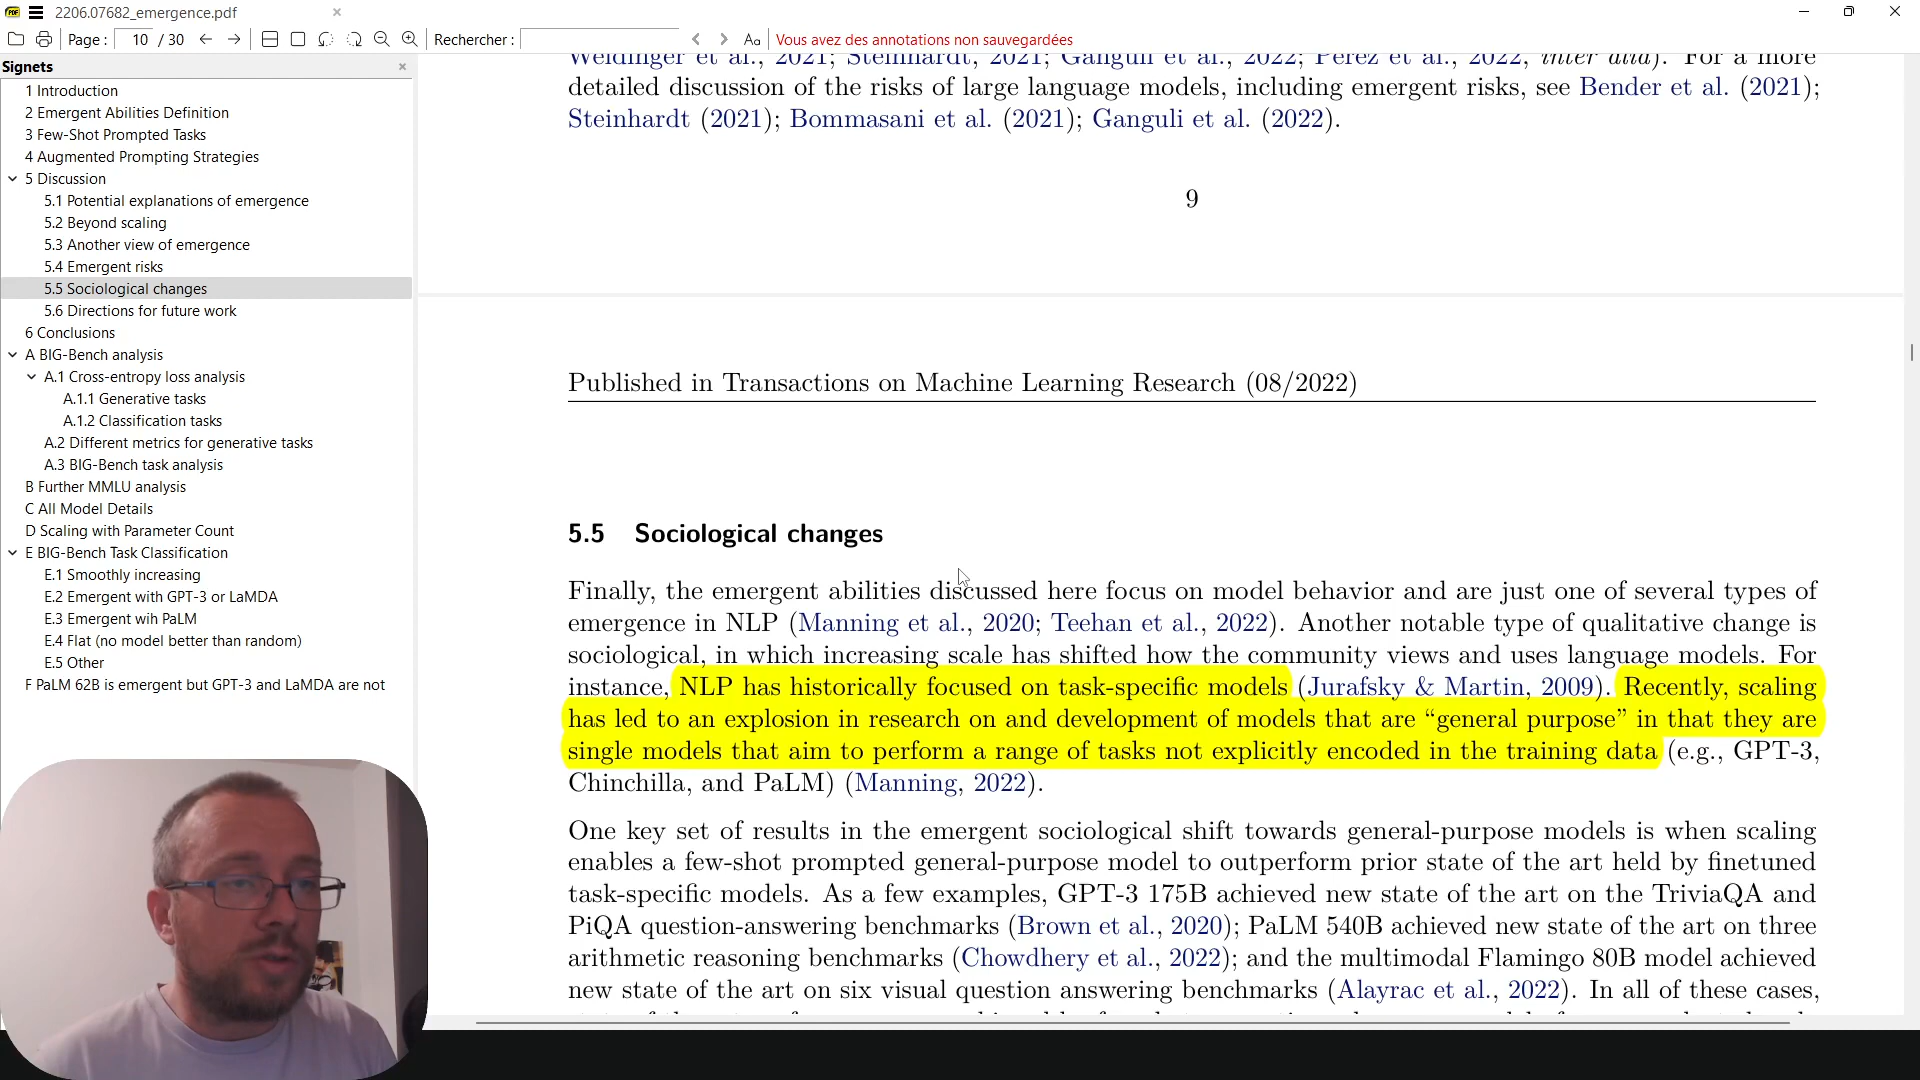 2206.07682_emergence.pdf
Page : 10 / 30 Rechercher : Aa Vous avez des annotations non sauvegardées
Signets
1 Introduction
2 Emergent Abilities Definition
3 Few-Shot Prompted Tasks
4 Augmented Prompting Strategies
5 Discussion
5.1 Potential explanations of emergence
5.2 Beyond scaling
5.3 Another view of emergence
5.4 Emergent risks
5.5 Sociological changes
5.6 Directions for future work
6 Conclusions
A BIG-Bench analysis
A.1 Cross-entropy loss analysis
A.1.1 Generative tasks
A.1.2 Classification tasks
A.2 Different metrics for generative tasks
A.3 BIG-Bench task analysis
B Further MMLU analysis
C All Model Details
D Scaling with Parameter Count
E BIG-Bench Task Classification
E.1 Smoothly increasing
E.2 Emergent with GPT-3 or LaMDA
E.3 Emergent wih PaLM
E.4 Flat (no model better than random)
E.5 Other
F PaLM 62B is emergent but GPT-3 and LaMDA are not
Weidinger et al., 2021; Steinhardt, 2021; Ganguli et al., 2022; Perez et al., 2022, inter alia). For a more
detailed discussion of the risks of large language models, including emergent risks, see Bender et al. (2021);
Steinhardt (2021); Bommasani et al. (2021); Ganguli et al. (2022).
9
Published in Transactions on Machine Learning Research (08/2022)
5.5 Sociological changes
Finally, the emergent abilities discussed here focus on model behavior and are just one of several types of
emergence in NLP (Manning et al., 2020; Teehan et al., 2022). Another notable type of qualitative change is
sociological, in which increasing scale has shifted how the community views and uses language models. For
instance, NLP has historically focused on task-specific models (Jurafsky & Martin, 2009). Recently, scaling
has led to an explosion in research on and development of models that are “general purpose” in that they are
single models that aim to perform a range of tasks not explicitly encoded in the training data (e.g., GPT-3,
Chinchilla, and PaLM) (Manning, 2022).
One key set of results in the emergent sociological shift towards general-purpose models is when scaling
enables a few-shot prompted general-purpose model to outperform prior state of the art held by finetuned
task-specific models. As a few examples, GPT-3 175B achieved new state of the art on the TriviaQA and
PiQA question-answering benchmarks (Brown et al., 2020); PaLM 540B achieved new state of the art on three
arithmetic reasoning benchmarks (Chowdhery et al., 2022); and the multimodal Flamingo 80B model achieved
new state of the art on six visual question answering benchmarks (Alayrac et al., 2022). In all of these cases,